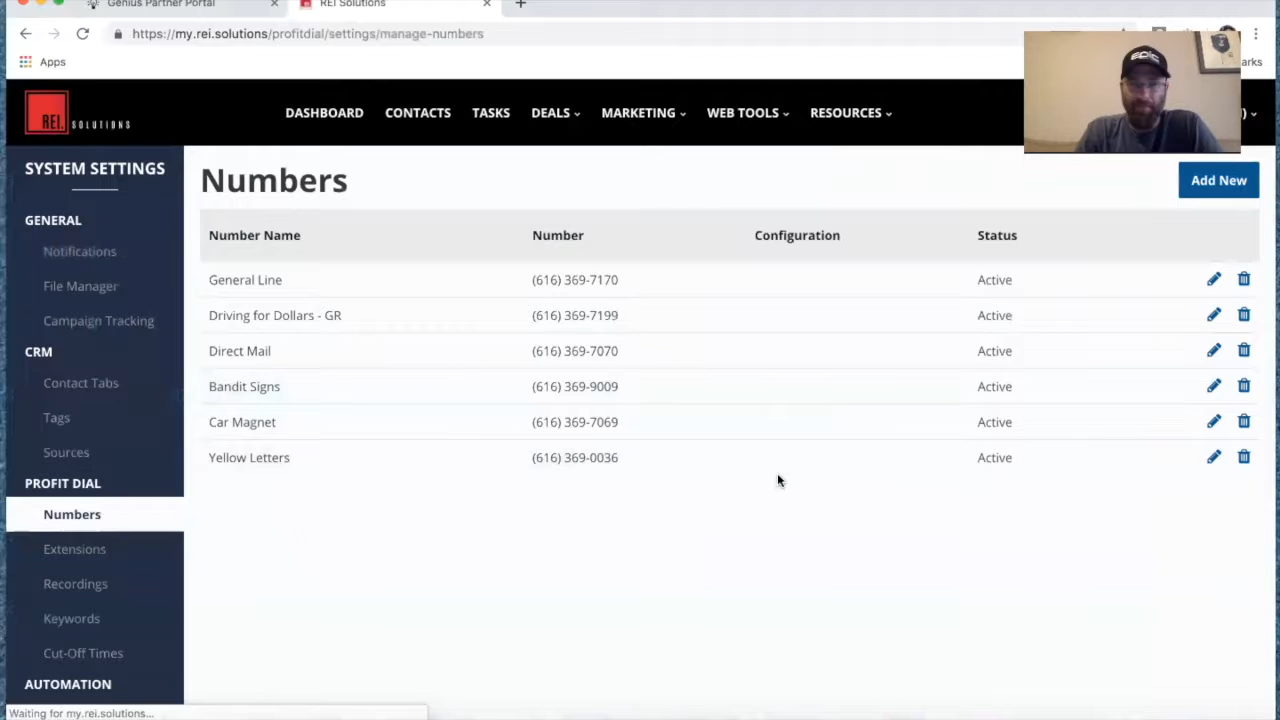 Genius Partner Portal
REI Solutions
https://my.rei.solutions/profitdial/settings/manage-numbers
Apps
arks
EPIC
REI. SOLUTIONS
DASHBOARD CONTACTS TASKS DEALS MARKETING WEB TOOLS RESOURCES
SYSTEM SETTINGS
GENERAL
Notifications
File Manager
Campaign Tracking
CRM
Contact Tabs
Tags
Sources
PROFIT DIAL
Numbers
Extensions
Recordings
Keywords
Cut-Off Times
AUTOMATION
Numbers
Add New
Number Name Number Configuration Status
General Line (616) 369-7170 Active
Driving for Dollars - GR (616) 369-7199 Active
Direct Mail (616) 369-7070 Active
Bandit Signs (616) 369-9009 Active
Car Magnet (616) 369-7069 Active
Yellow Letters (616) 369-0036 Active
Waiting for my.rei.solutions...